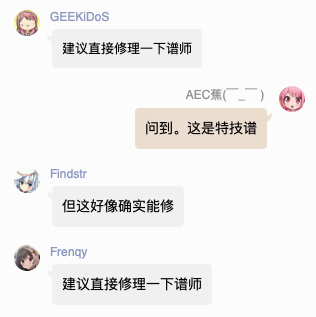 GEEKiDoS
建议直接修理一下谱师
AEC蕉(￣_￣ )
问到。这是特技谱
Findstr
但这好像确实能修
Frenqy
建议直接修理一下谱师